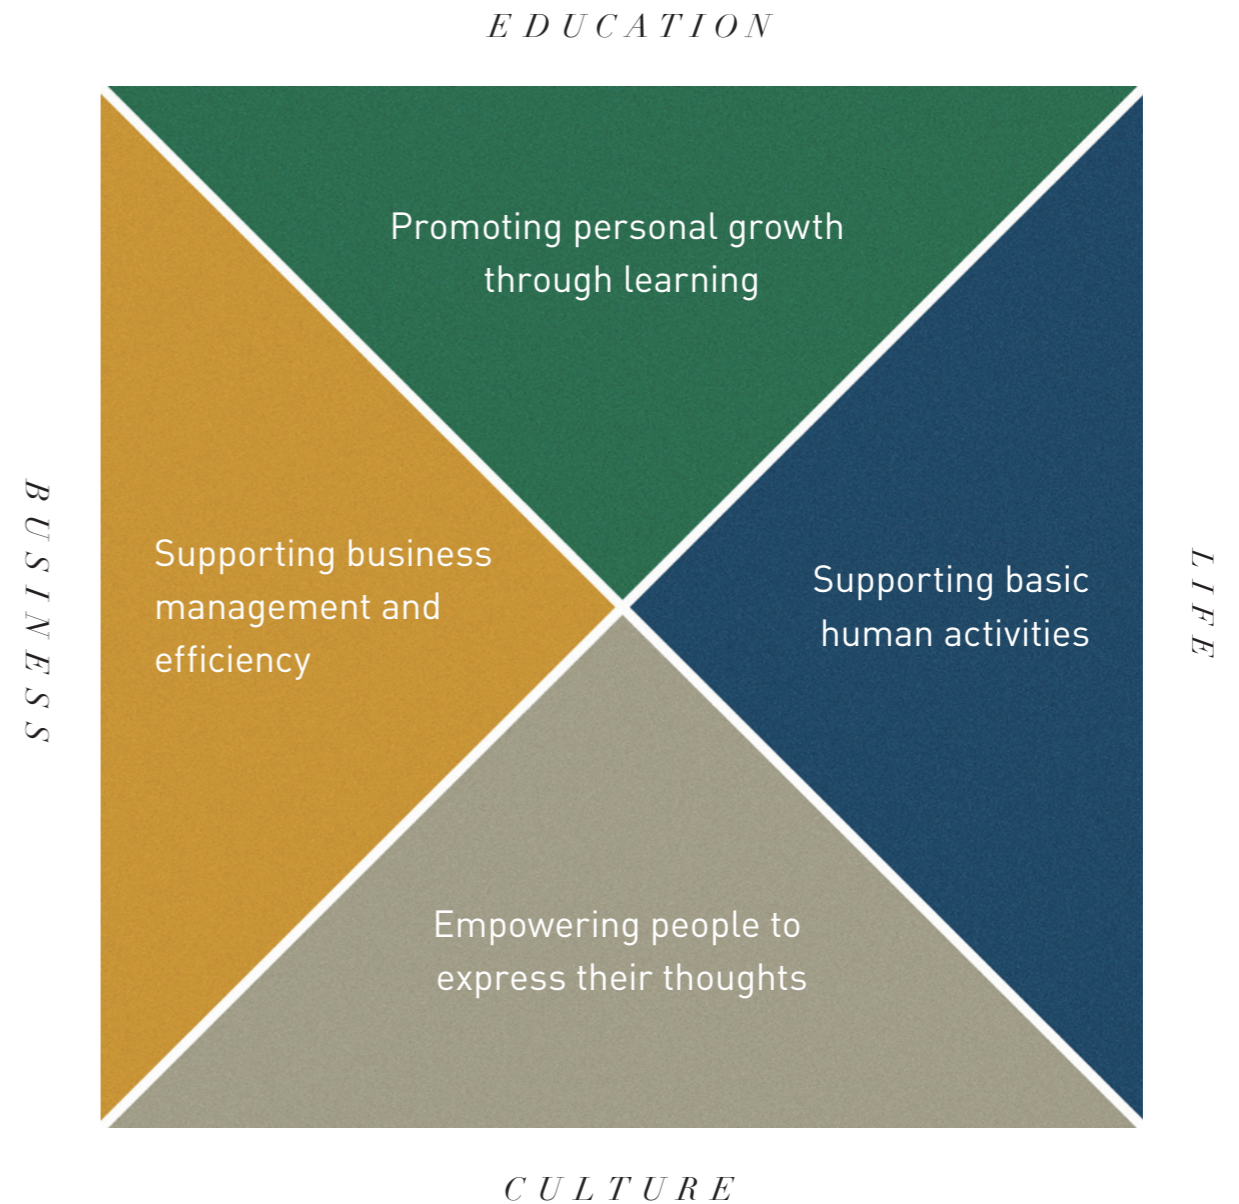 EDUCATION
Promoting personal growth
through learning
BUSINESS
Supporting business
management and
efficiency
Supporting basic
human activities
LIFE
Empowering people to
express their thoughts
CULTURE